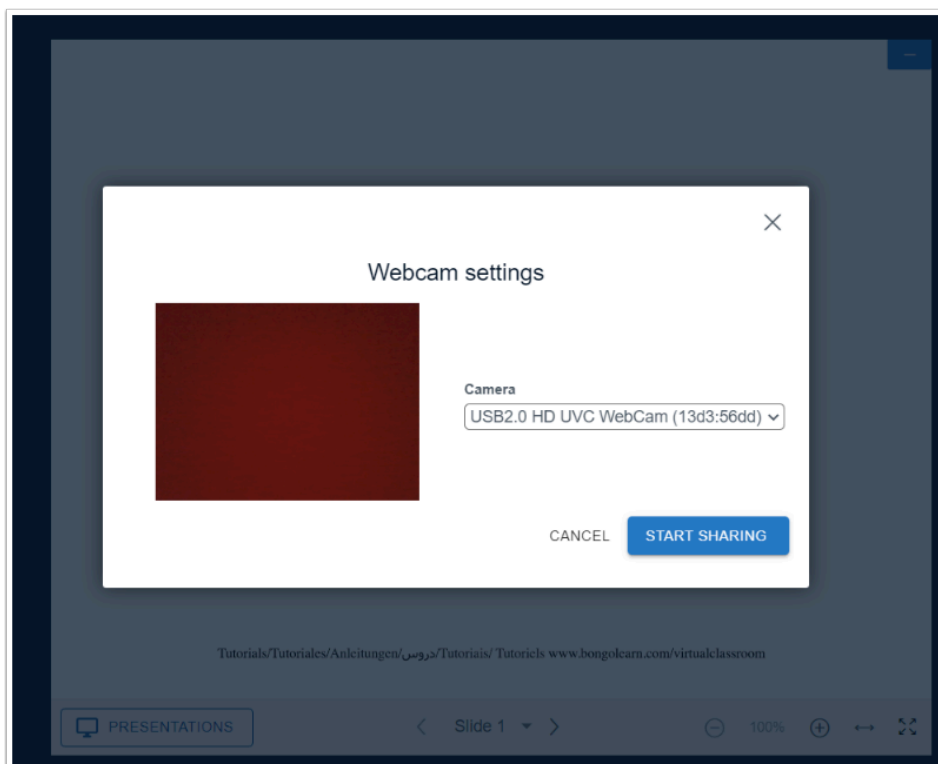 Webcam settings
Camera
USB2.0 HD UVC WebCam (13d3:56dd)
CANCEL
START SHARING
Tutorials/Tutoriales/Anleitungen/دروس/Tutoriais/ Tutoriels www.bongolearn.com/virtualclassroom
PRESENTATIONS
Slide 1
100%